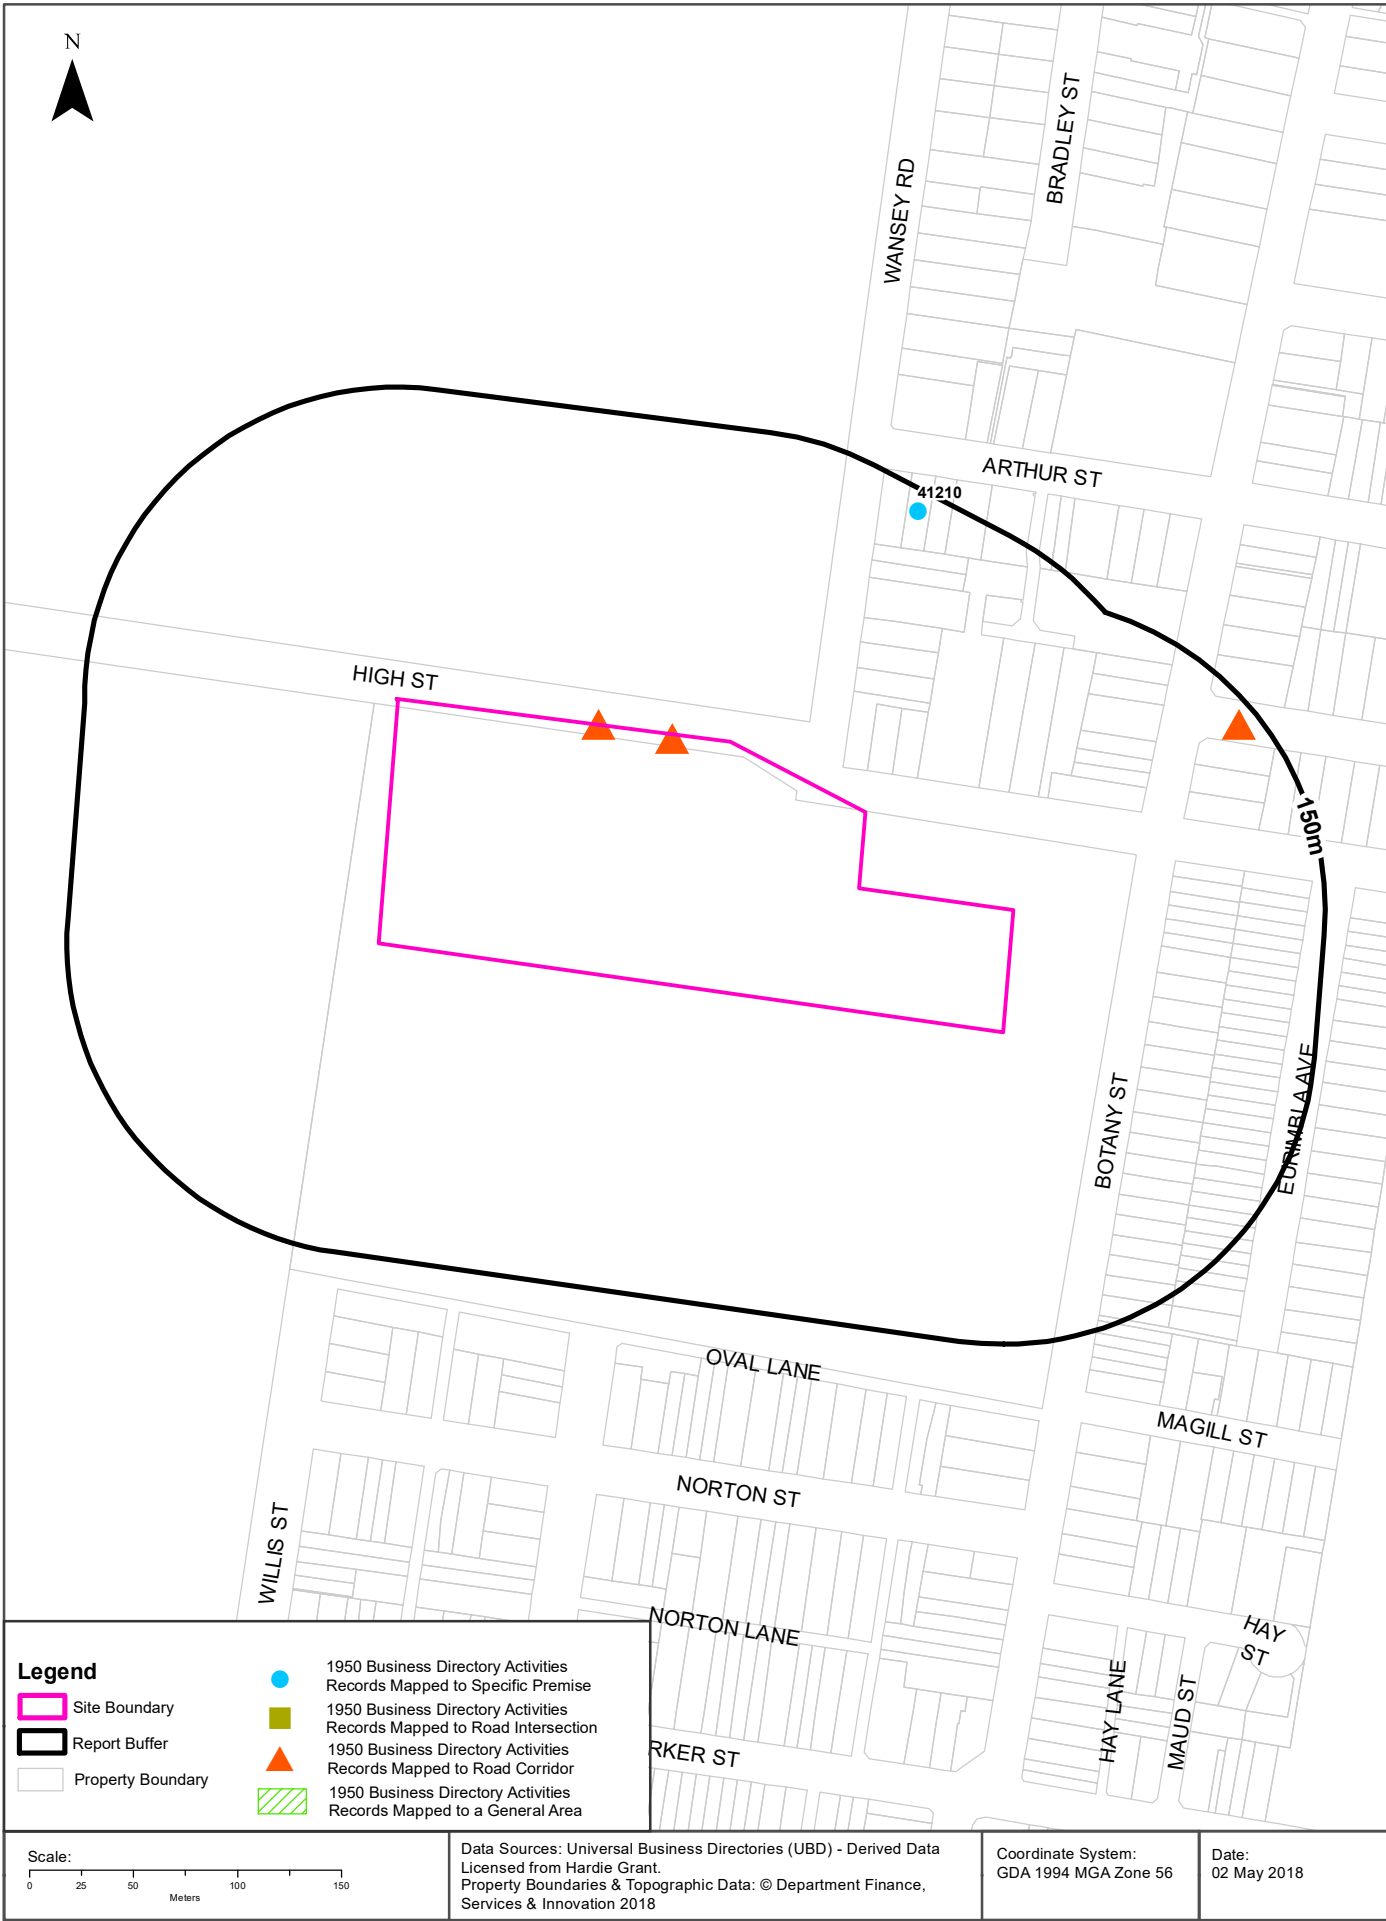 N
BRADLEY ST
WANSEY RD
ARTHUR ST
41210
HIGH ST
150m
EURIMBLA AVE
BOTANY ST
OVAL LANE
MAGILL ST
NORTON ST
WILLIS ST
NORTON LANE
HAY
ST
HAY LANE
MAUD ST
RKER ST
Legend
Site Boundary
Report Buffer
Property Boundary
1950 Business Directory Activities
Records Mapped to Specific Premise
1950 Business Directory Activities
Records Mapped to Road Intersection
1950 Business Directory Activities
Records Mapped to Road Corridor
1950 Business Directory Activities
Records Mapped to a General Area
Scale:
0 25 50 100 150
Meters
Data Sources: Universal Business Directories (UBD) - Derived Data
Licensed from Hardie Grant.
Property Boundaries & Topographic Data: © Department Finance,
Services & Innovation 2018
Coordinate System:
GDA 1994 MGA Zone 56
Date:
02 May 2018